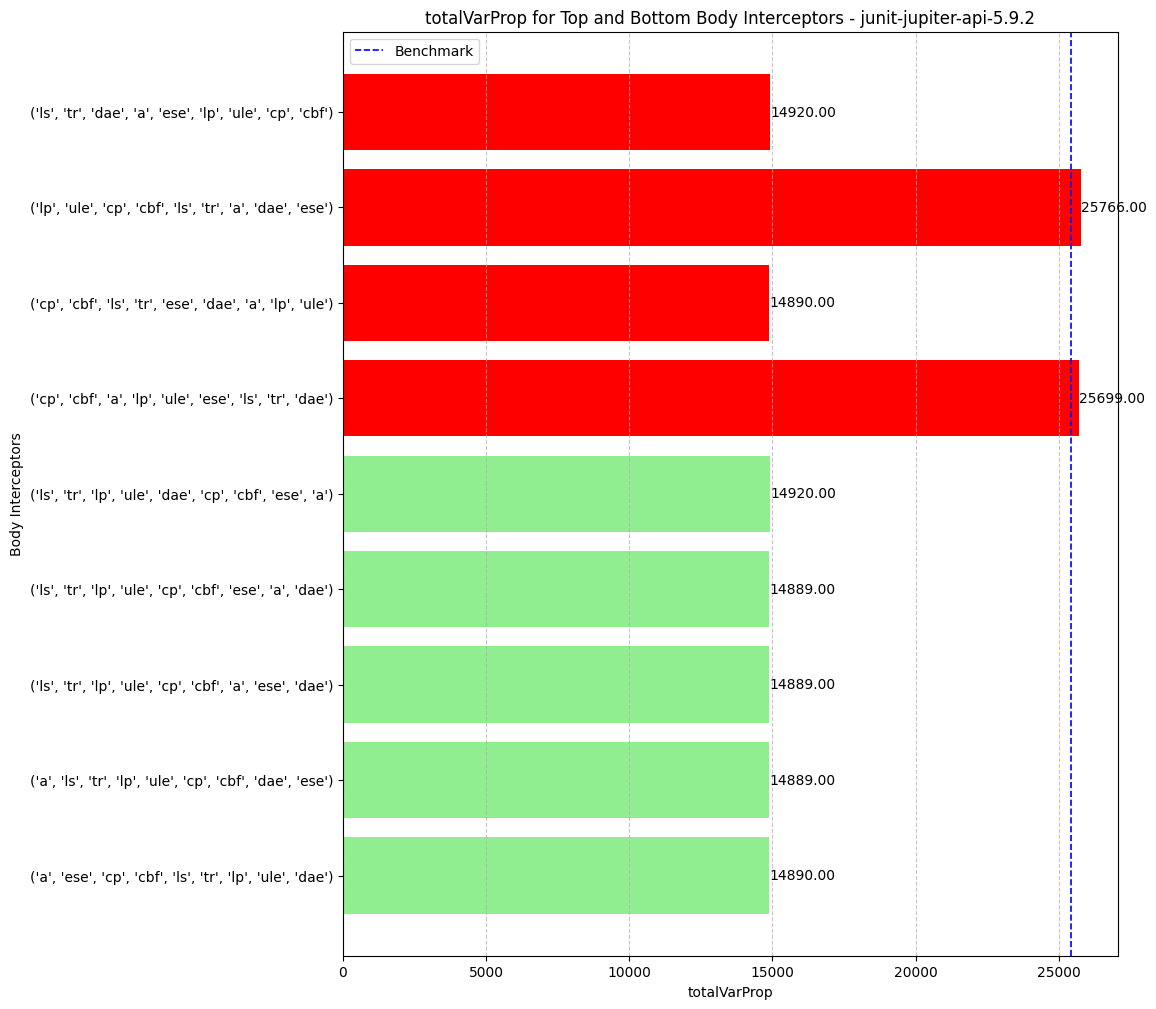 totalVarProp for Top and Bottom Body Interceptors - junit-jupiter-api-5.9.2
Benchmark
('ls', 'tr', 'dae', 'a', 'ese', 'lp', 'ule', 'cp', 'cbf') 14920.00
('lp', 'ule', 'cp', 'cbf', 'ls', 'tr', 'a', 'dae', 'ese') 25766.00
('cp', 'cbf', 'ls', 'tr', 'ese', 'dae', 'a', 'lp', 'ule') 14890.00
('cp', 'cbf', 'a', 'lp', 'ule', 'ese', 'ls', 'tr', 'dae') 25699.00
('ls', 'tr', 'lp', 'ule', 'dae', 'cp', 'cbf', 'ese', 'a') 14920.00
('ls', 'tr', 'lp', 'ule', 'cp', 'cbf', 'ese', 'a', 'dae') 14889.00
('ls', 'tr', 'lp', 'ule', 'cp', 'cbf', 'a', 'ese', 'dae') 14889.00
('a', 'ls', 'tr', 'lp', 'ule', 'cp', 'cbf', 'dae', 'ese') 14889.00
('a', 'ese', 'cp', 'cbf', 'ls', 'tr', 'lp', 'ule', 'dae') 14890.00
Body Interceptors
0 5000 10000 15000 20000 25000
totalVarProp